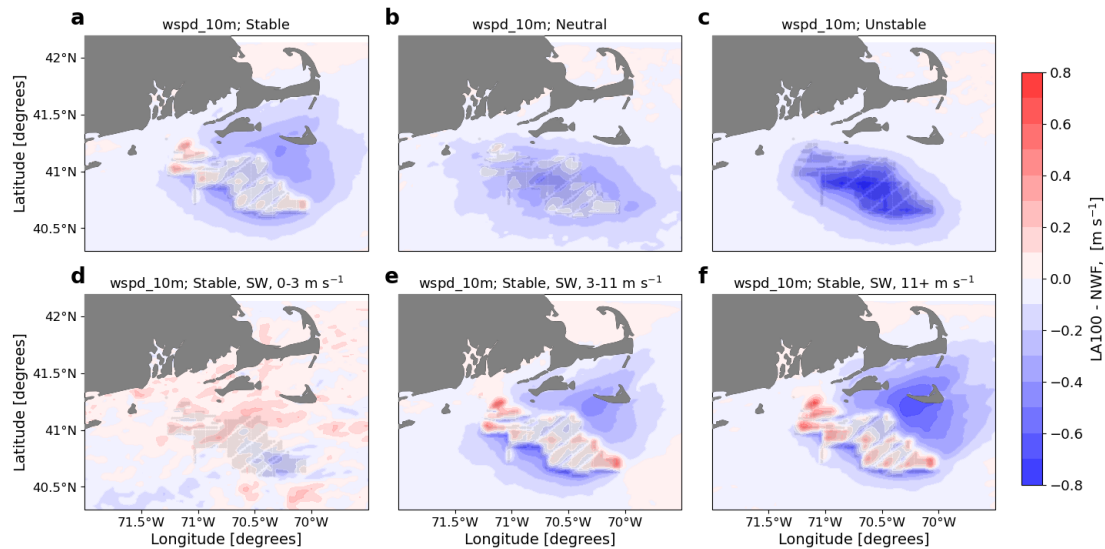 a wspd_10m; Stable
b wspd_10m; Neutral
c wspd_10m; Unstable
42°N
41.5°N
41°N
40.5°N
Latitude [degrees]
d wspd_10m; Stable, SW, 0-3 m s⁻¹
e wspd_10m; Stable, SW, 3-11 m s⁻¹
f wspd_10m; Stable, SW, 11+ m s⁻¹
42°N
41.5°N
41°N
40.5°N
Latitude [degrees]
71.5°W 71°W 70.5°W 70°W
71.5°W 71°W 70.5°W 70°W
71.5°W 71°W 70.5°W 70°W
Longitude [degrees]
Longitude [degrees]
Longitude [degrees]
0.8
0.6
0.4
0.2
0.0
−0.2
−0.4
−0.6
−0.8
LA100 - NWF, [m s⁻¹]